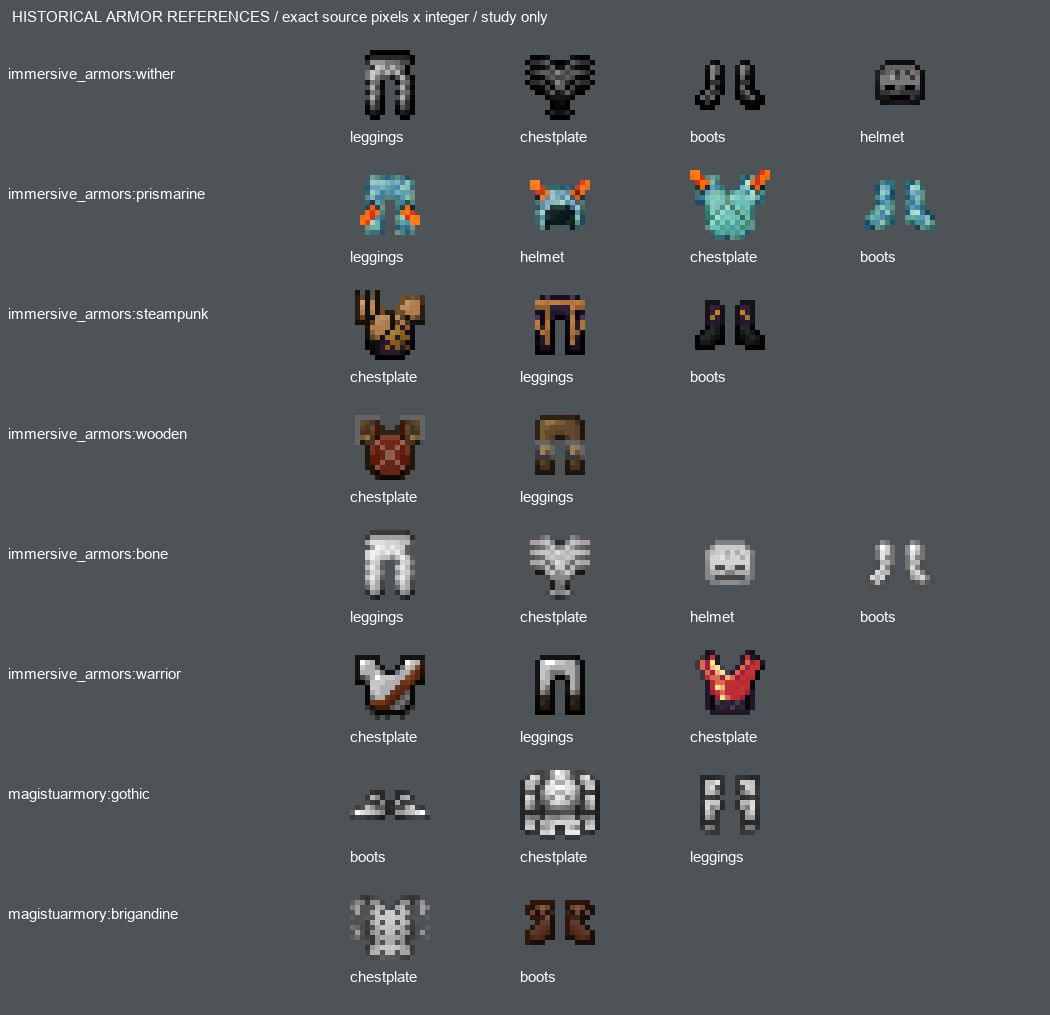 HISTORICAL ARMOR REFERENCES / exact source pixels x integer / study only
immersive_armors:wither
leggings chestplate boots helmet
immersive_armors:prismarine
leggings helmet chestplate boots
immersive_armors:steampunk
chestplate leggings boots
immersive_armors:wooden
chestplate leggings
immersive_armors:bone
leggings chestplate helmet boots
immersive_armors:warrior
chestplate leggings chestplate
magistuarmory:gothic
boots chestplate leggings
magistuarmory:brigandine
chestplate boots